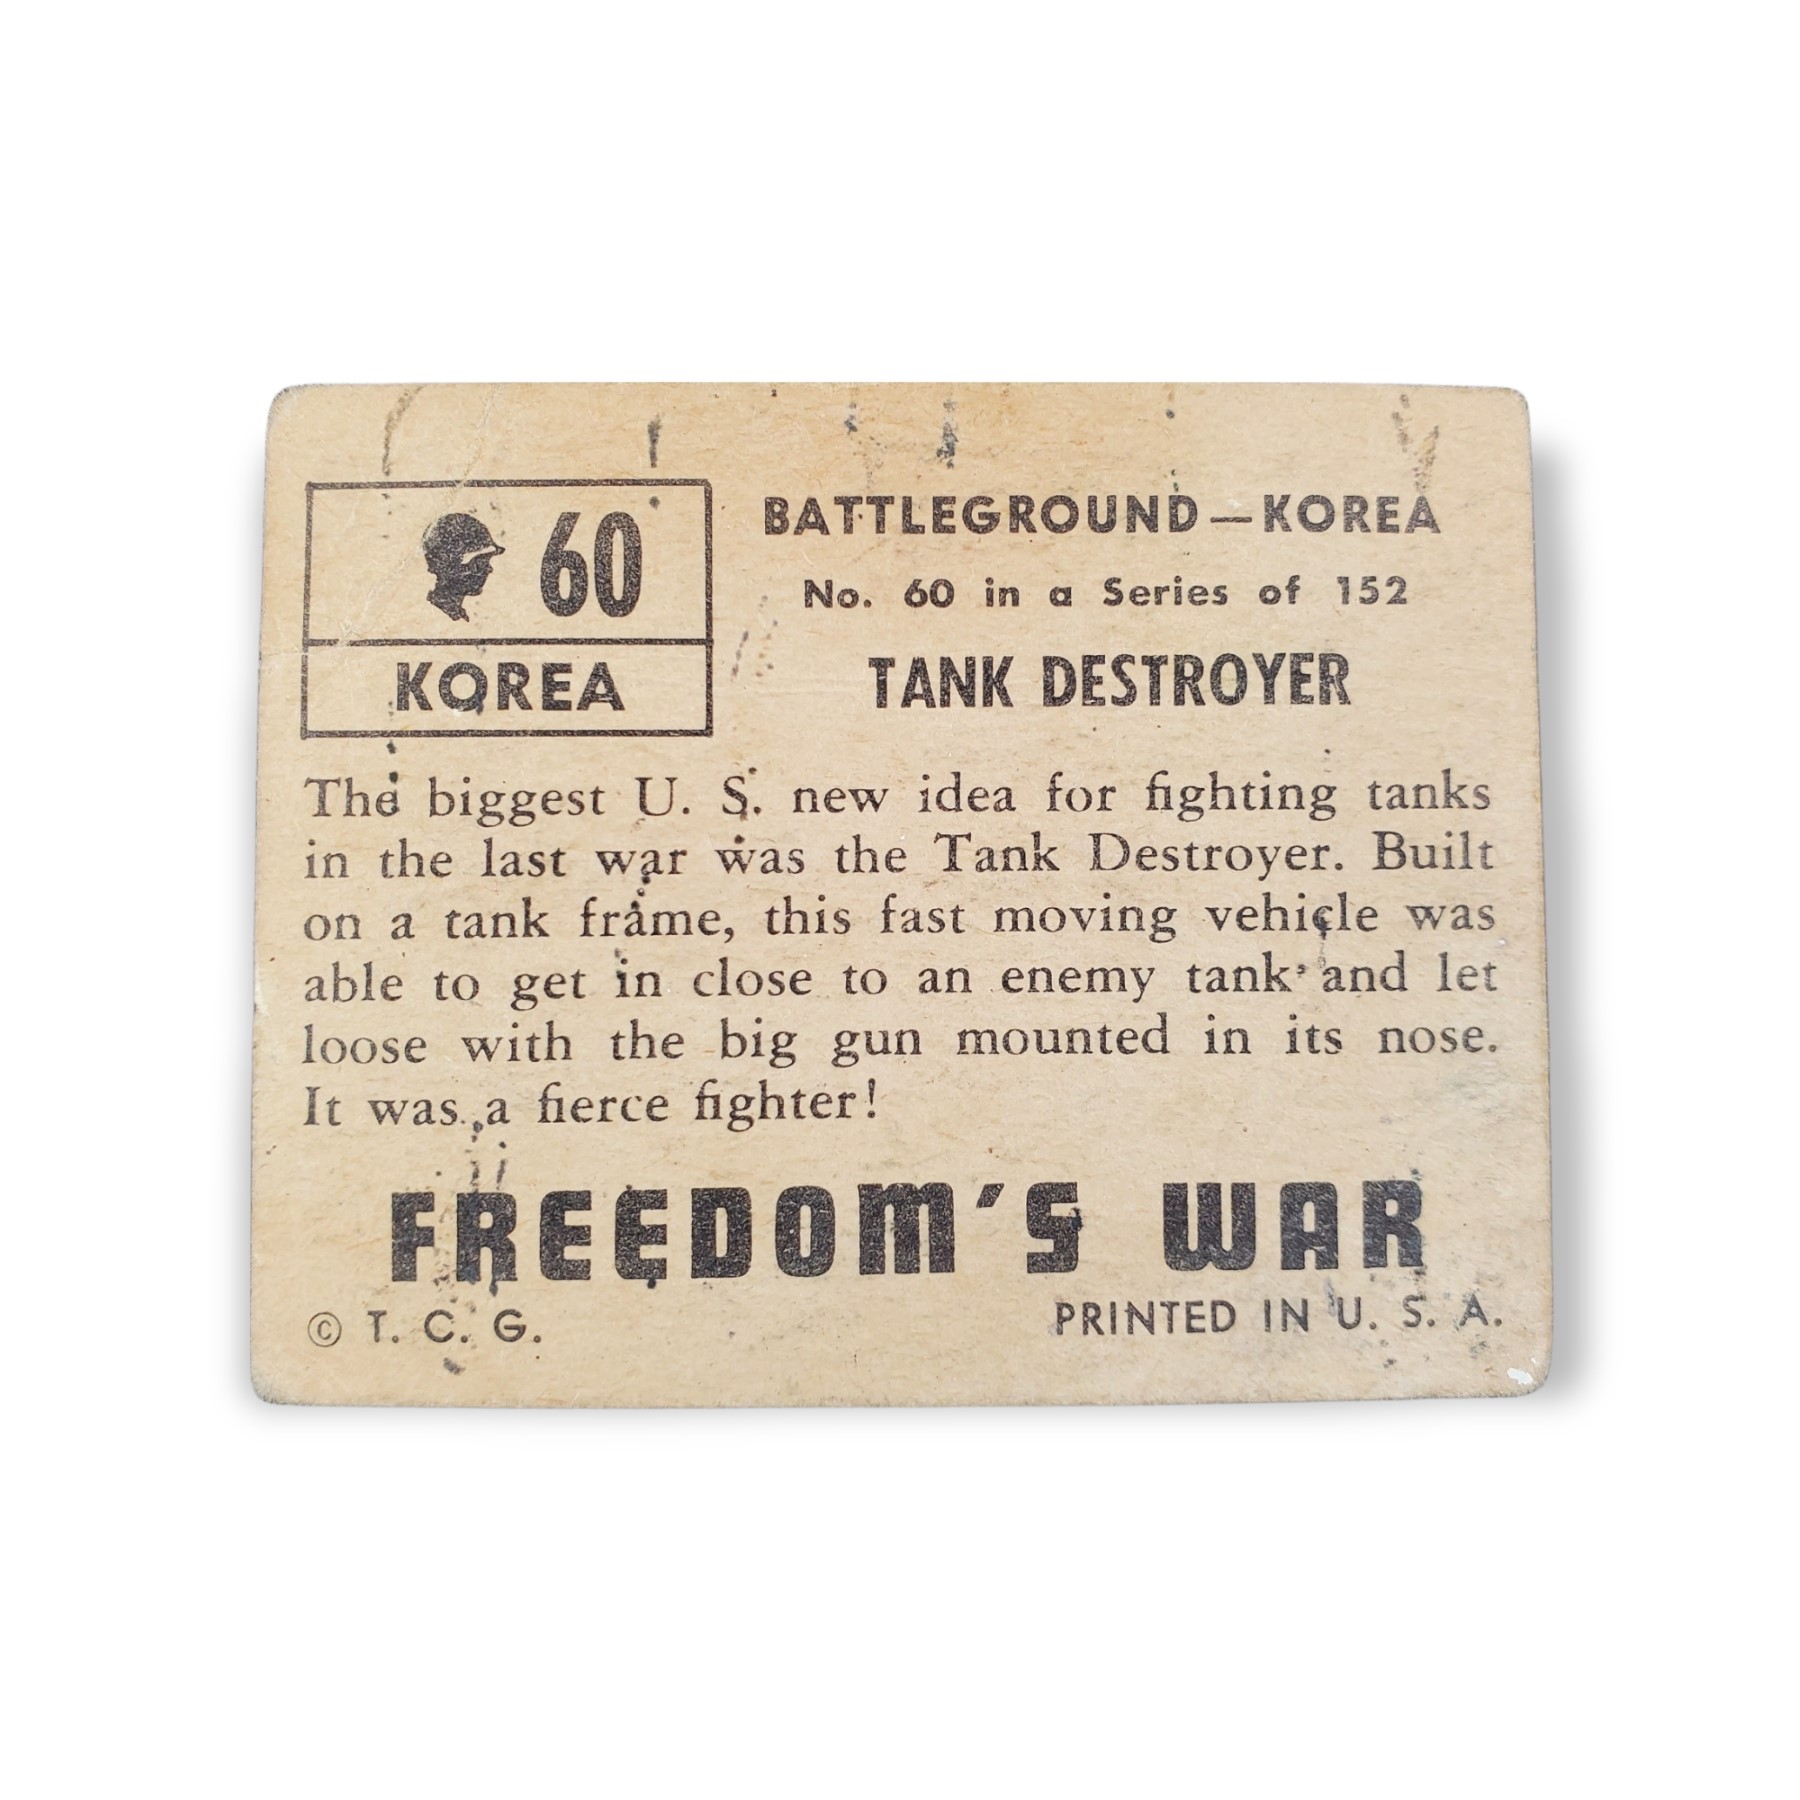 60
KOREA
BATTLEGROUND—KOREA
No. 60 in a Series of 152
TANK DESTROYER
The biggest U. S. new idea for fighting tanks
in the last war was the Tank Destroyer. Built
on a tank frame, this fast moving vehicle was
able to get in close to an enemy tank and let
loose with the big gun mounted in its nose.
It was a fierce fighter!
FREEDOM'S WAR
© T. C. G.
PRINTED IN U. S. A.